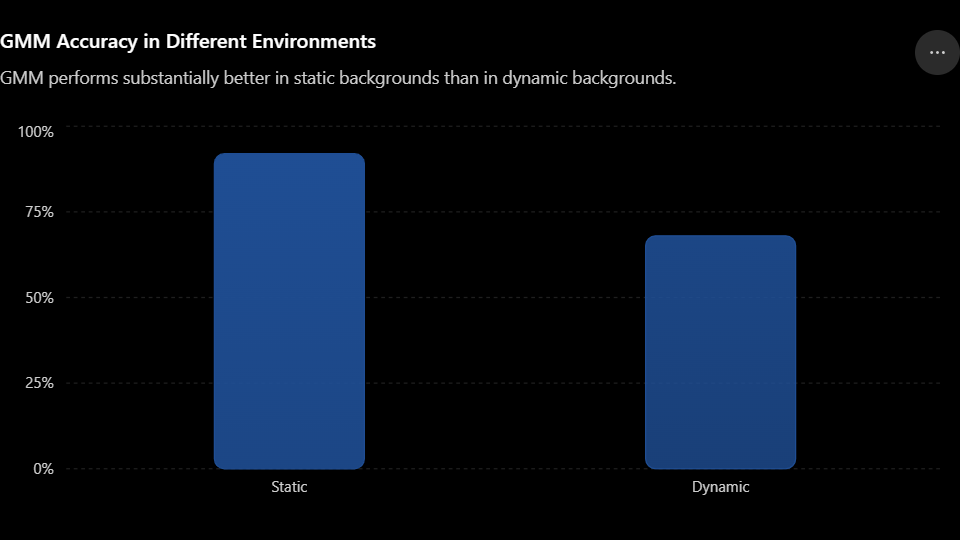 GMM Accuracy in Different Environments
GMM performs substantially better in static backgrounds than in dynamic backgrounds.
100%
75%
50%
25%
0%
Static
Dynamic